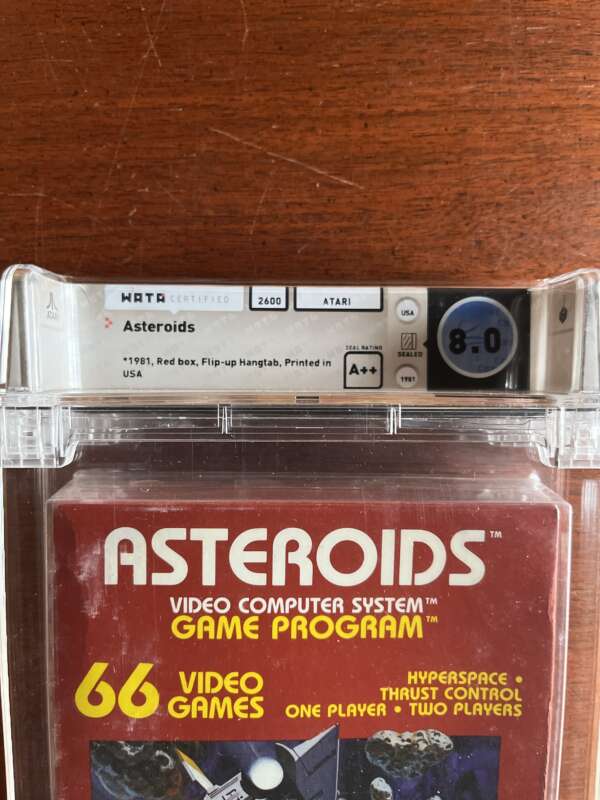 WATA CERTIFIED
2600
ATARI
Asteroids
*1981, Red box, Flip-up Hangtab, Printed in
USA
SEAL RATING
A++
USA
SEALED
1981
8.0
ASTEROIDS™
VIDEO COMPUTER SYSTEM™
GAME PROGRAM™
66 VIDEO
GAMES
HYPERSPACE •
THRUST CONTROL
ONE PLAYER • TWO PLAYERS